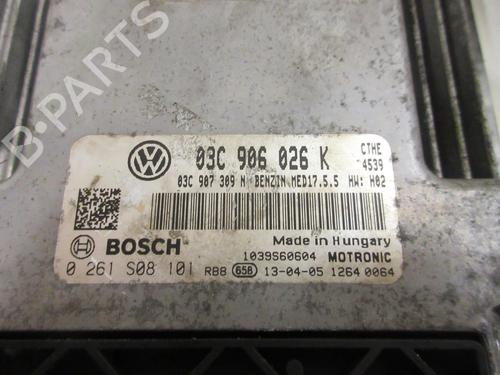 B-PARTS
03C 906 026 K
CTHE
4539
03C 907 309 N BENZIN MED17.5.5 HW: H02
BOSCH
Made in Hungary
1039S60604 MOTRONIC
0 261 S08 101 RB8 658 13-04-05 1264 0064